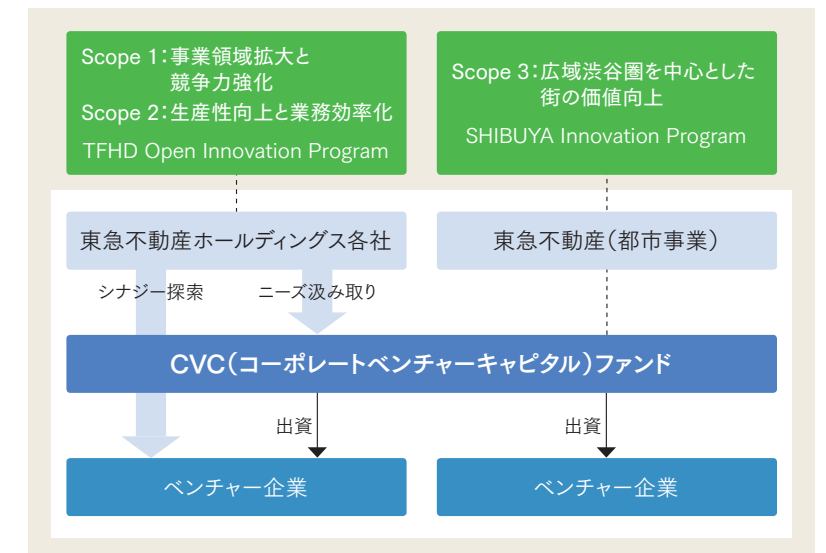 Scope 1：事業領域拡大と
競争力強化
Scope 2：生産性向上と業務効率化
TFHD Open Innovation Program
Scope 3：広域渋谷圏を中心とした
街の価値向上
SHIBUYA Innovation Program
東急不動産ホールディングス各社
東急不動産（都市事業）
シナジー探索
ニーズ汲み取り
CVC（コーポレートベンチャーキャピタル）ファンド
出資
出資
ベンチャー企業
ベンチャー企業